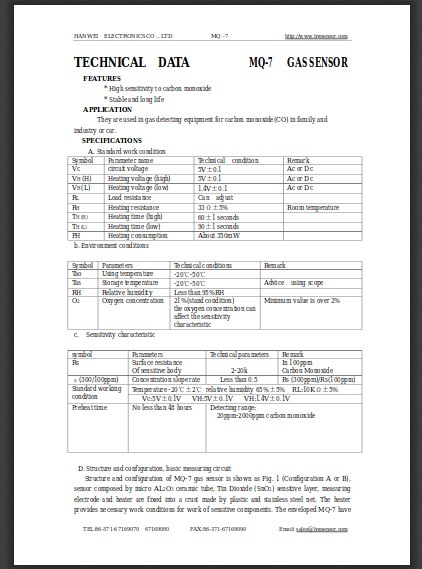 HANWEI ELECTRONICS CO., LTD MQ-7 http://www.hwsensor.com
TECHNICAL DATA MQ-7 GAS SENSOR
FEATURES
* High sensitivity to carbon monoxide
* Stable and long life
APPLICATION
They are used in gas detecting equipment for carbon monoxide(CO) in family and
industry or car.
SPECIFICATIONS
A. Standard work condition
Symbol Parameter name Technical condition Remark
Vc circuit voltage 5V±0.1 Ac or Dc
VH (H) Heating voltage (high) 5V±0.1 Ac or Dc
VH (L) Heating voltage (low) 1.4V±0.1 Ac or Dc
RL Load resistance Can adjust
RH Heating resistance 33Ω±5% Room temperature
TH (H) Heating time (high) 60±1 seconds
TH (L) Heating time (low) 90±1 seconds
PH Heating consumption About 350mW
b. Environment conditions
Symbol Parameters Technical conditions Remark
Tao Using temperature -20℃-50℃
Tas Storage temperature -20℃-50℃ Advice using scope
RH Relative humidity Less than 95%RH
O2 Oxygen concentration 21%(stand condition) Minimum value is over 2%
the oxygen concentration can
affect the sensitivity
characteristic
c. Sensitivity characteristic
symbol Parameters Technical parameters Remark
Rs Surface resistance In 100ppm
Of sensitive body 2-20k Carbon Monoxide
α (300/100ppm) Concentration slope rate Less than 0.5 Rs (300ppm)/Rs(100ppm)
Standard working Temperature -20℃±2℃ relative humidity 65%±5% RL:10KΩ±5%
condition Vc:5V±0.1V VH:5V±0.1V VH:1.4V±0.1V
Preheat time No less than 48 hours Detecting range:
20ppm-2000ppm carbon monoxide
D. Structure and configuration, basic measuring circuit
Structure and configuration of MQ-7 gas sensor is shown as Fig. 1 (Configuration A or B),
sensor composed by micro AL2O3 ceramic tube, Tin Dioxide (SnO2) sensitive layer, measuring
electrode and heater are fixed into a crust made by plastic and stainless steel net. The heater
provides necessary work conditions for work of sensitive components. The enveloped MQ-7 have
TEL:86-371-67169070 67169080 FAX:86-371-67169090 Email: sales@hwsensor.com